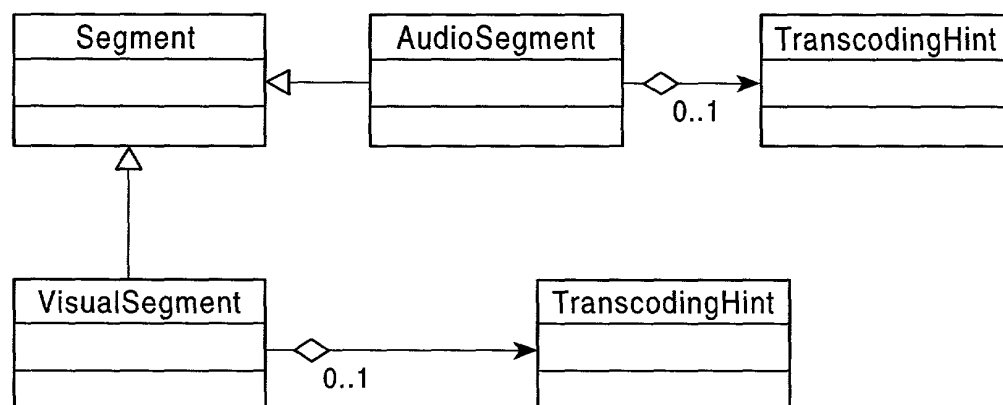 Segment
AudioSegment
TranscodingHint
0..1
VisualSegment
TranscodingHint
0..1